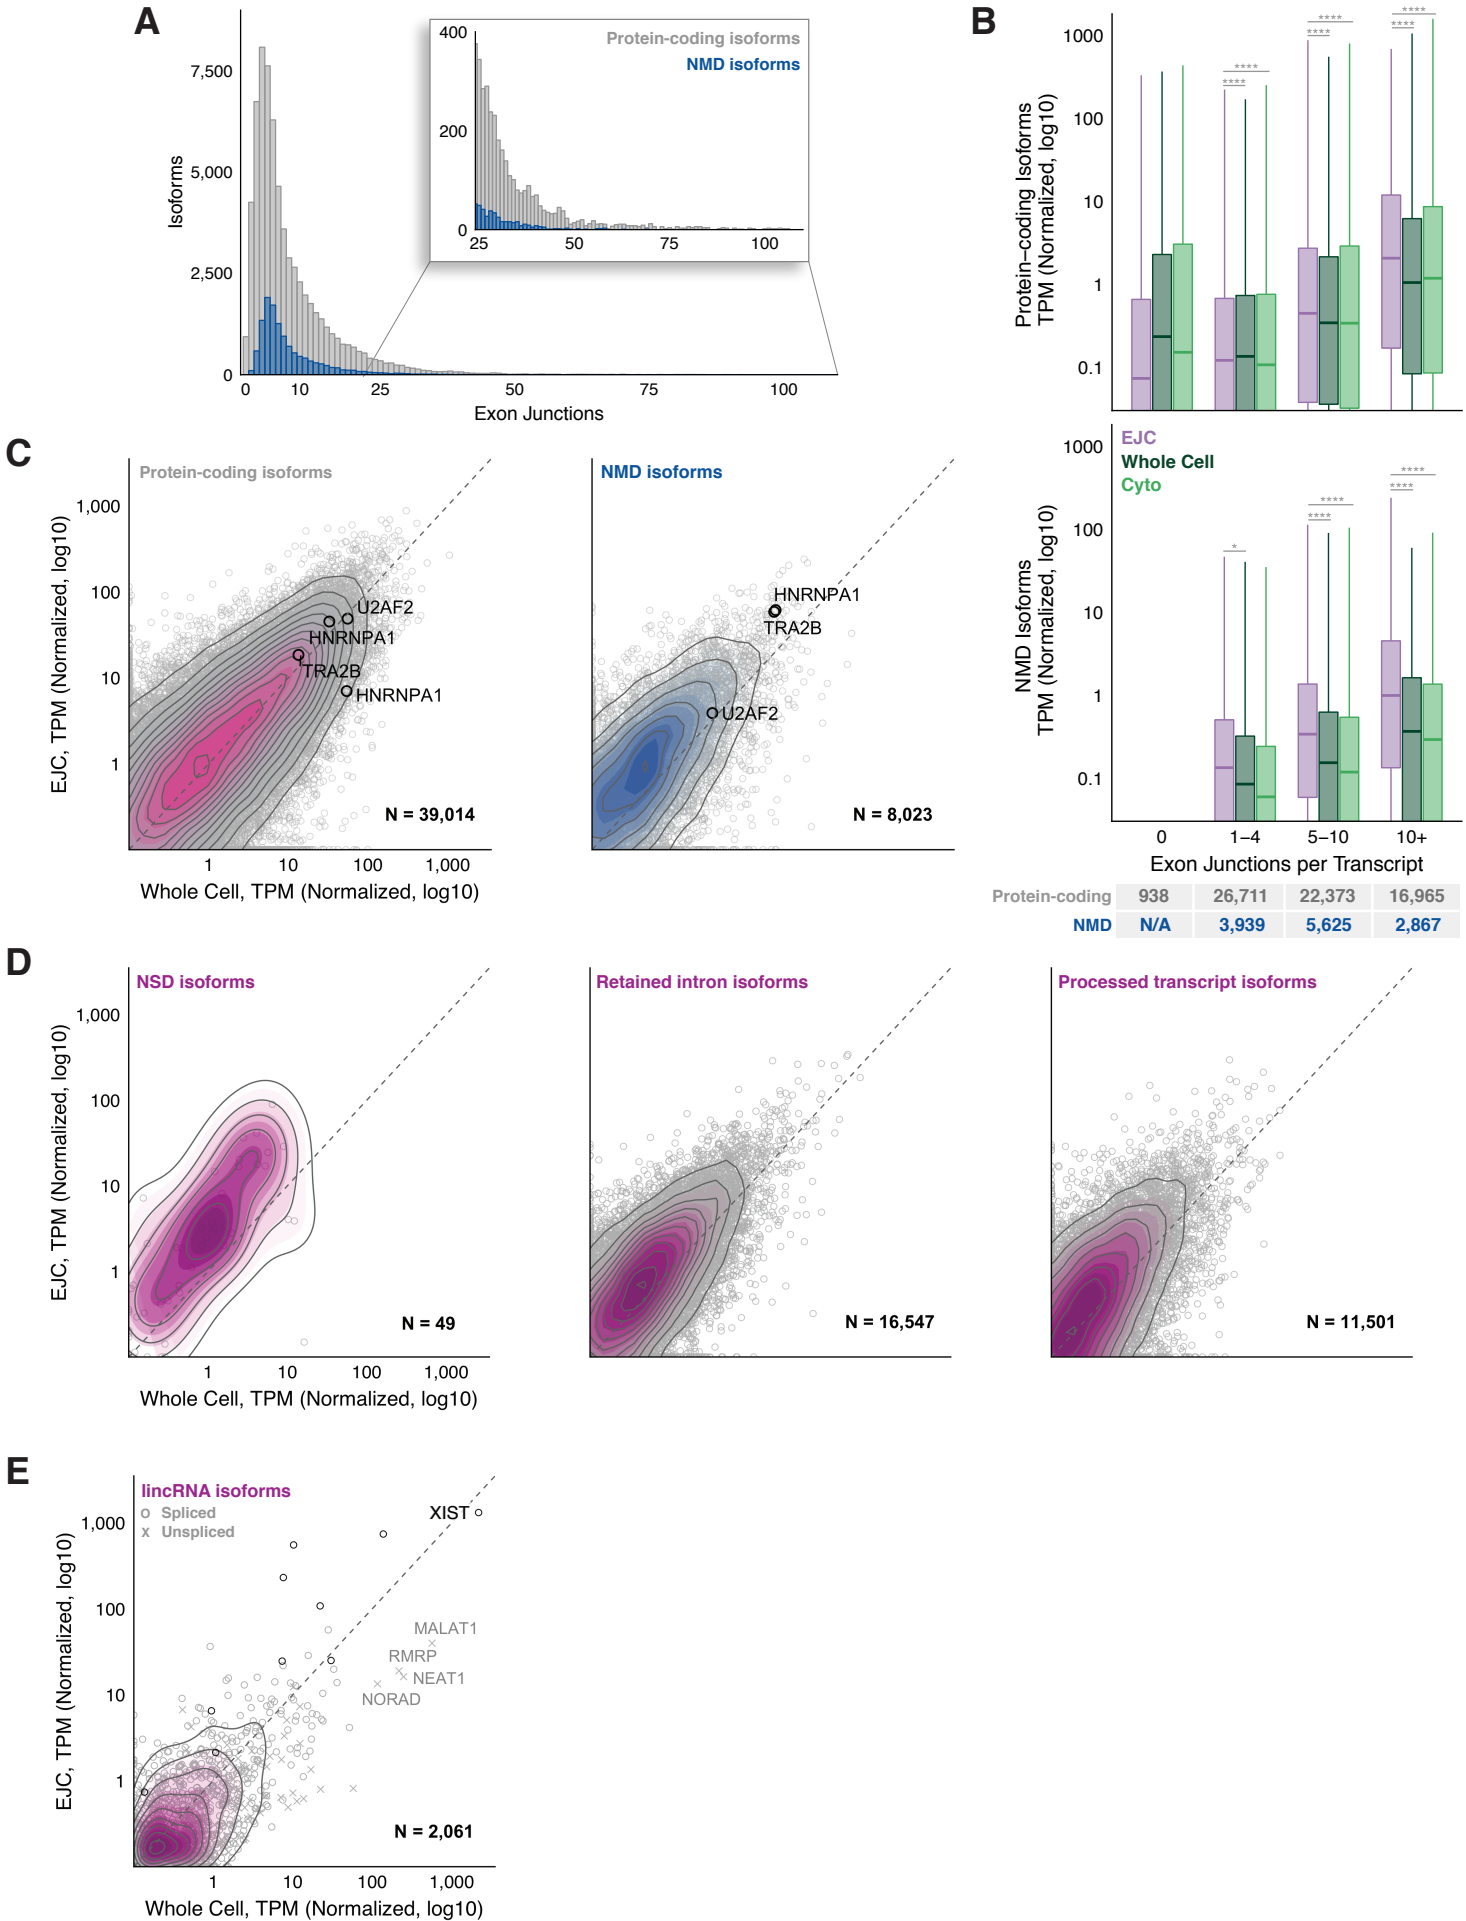 A
Isoforms
7,500
5,000
2,500
0
0 10 25 50 75 100
Exon Junctions
400
200
0
25 50 75 100
Protein-coding isoforms
NMD isoforms
B
Protein−coding Isoforms
TPM (Normalized, log10)
1000
100
10
1
0.1
**** ****
**** ****
**** ****
NMD Isoforms
TPM (Normalized, log10)
1000
100
10
1
0.1
EJC
Whole Cell
Cyto
*
**** ****
**** ****
0 1−4 5−10 10+
Exon Junctions per Transcript
Protein-coding 938 26,711 22,373 16,965
NMD N/A 3,939 5,625 2,867
C
EJC, TPM (Normalized, log10)
1,000
100
10
1
Protein-coding isoforms
U2AF2
HNRNPA1
TRA2B
HNRNPA1
N = 39,014
1 10 100 1,000
Whole Cell, TPM (Normalized, log10)
NMD isoforms
HNRNPA1
TRA2B
U2AF2
N = 8,023
D
EJC, TPM (Normalized, log10)
1,000
100
10
1
NSD isoforms
N = 49
1 10 100 1,000
Whole Cell, TPM (Normalized, log10)
Retained intron isoforms
N = 16,547
Processed transcript isoforms
N = 11,501
E
EJC, TPM (Normalized, log10)
1,000
100
10
1
lincRNA isoforms
o Spliced
x Unspliced
XIST
MALAT1
RMRP
NEAT1
NORAD
N = 2,061
1 10 100 1,000
Whole Cell, TPM (Normalized, log10)